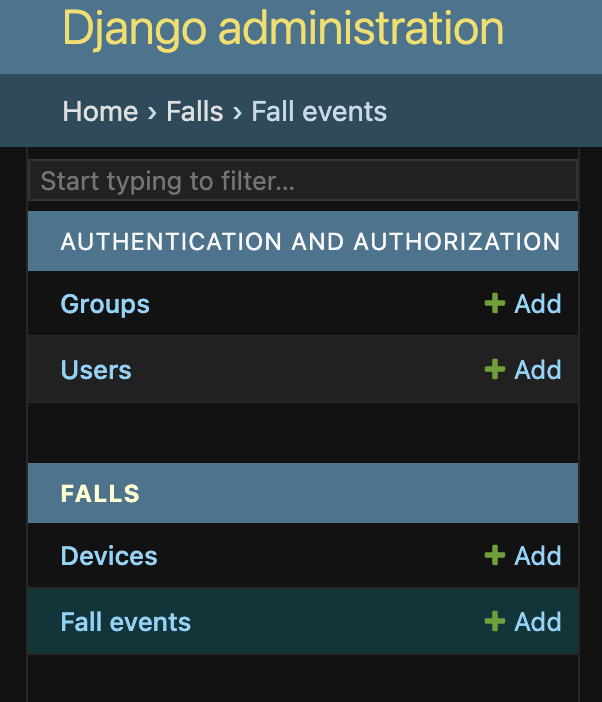 Django administration
Home › Falls › Fall events
Start typing to filter...
AUTHENTICATION AND AUTHORIZATION
Groups + Add
Users + Add
FALLS
Devices + Add
Fall events + Add